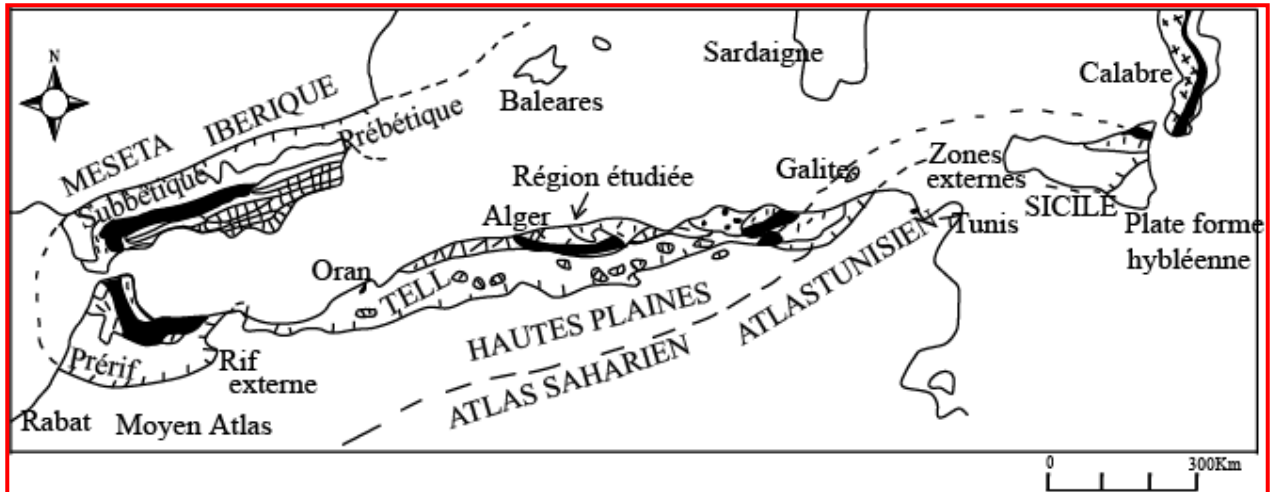 N
Sardaigne
Calabre
Baleares
MESETA IBERIQUE
Prébétique
Subbétique
Région étudiée
Alger
Galite
Zones
externes
SICILE
Tunis
Plate forme
hybléenne
Oran
TELL
HAUTES PLAINES
ATLASTUNISIEN
ATLAS SAHARIEN
Prérif
Rif
externe
Rabat
Moyen Atlas
0
300Km